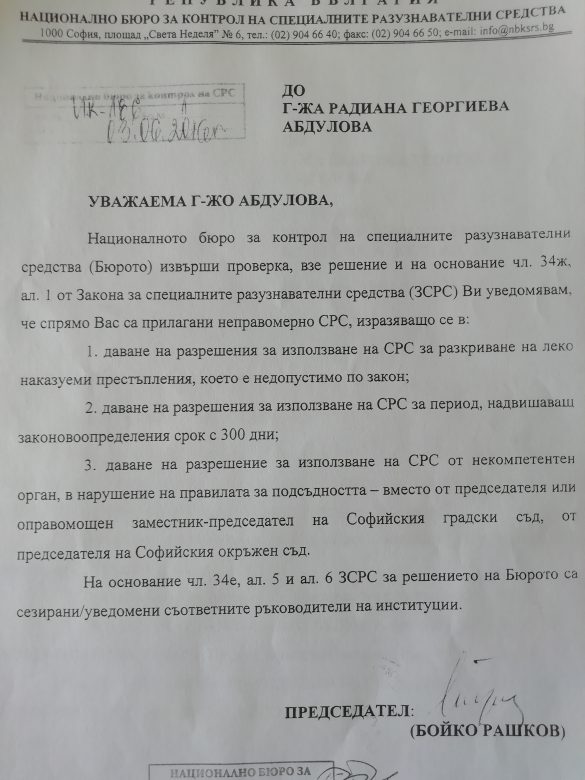 РЕПУБЛИКА БЪЛГАРИЯ
НАЦИОНАЛНО БЮРО ЗА КОНТРОЛ НА СПЕЦИАЛНИТЕ РАЗУЗНАВАТЕЛНИ СРЕДСТВА
1000 София, площад „Света Неделя" № 6, тел.: (02) 904 66 40; факс: (02) 904 66 50; e-mail: info@nbksrs.bg
Национално бюро за контрол на СРС
03.06.2016г
ДО
Г-ЖА РАДИАНА ГЕОРГИЕВА
АБДУЛОВА
УВАЖАЕМА Г-ЖО АБДУЛОВА,
Националното бюро за контрол на специалните разузнавателни
средства (Бюрото) извърши проверка, взе решение и на основание чл. 34ж,
ал. 1 от Закона за специалните разузнавателни средства (ЗСРС) Ви уведомявам,
че спрямо Вас са прилагани неправомерно СРС, изразяващо се в:
1. даване на разрешения за използване на СРС за разкриване на леко
наказуеми престъпления, което е недопустимо по закон;
2. даване на разрешения за използване на СРС за период, надвишаващ
законовоопределения срок с 300 дни;
3. даване на разрешение за използване на СРС от некомпетентен
орган, в нарушение на правилата за подсъдността – вместо от председателя или
оправомощен заместник-председател на Софийския градски съд, от
председателя на Софийския окръжен съд.
На основание чл. 34е, ал. 5 и ал. 6 ЗСРС за решението на Бюрото са
сезирани/уведомени съответните ръководители на институции.
ПРЕДСЕДАТЕЛ:
(БОЙКО РАШКОВ)
НАЦИОНАЛНО БЮРО ЗА